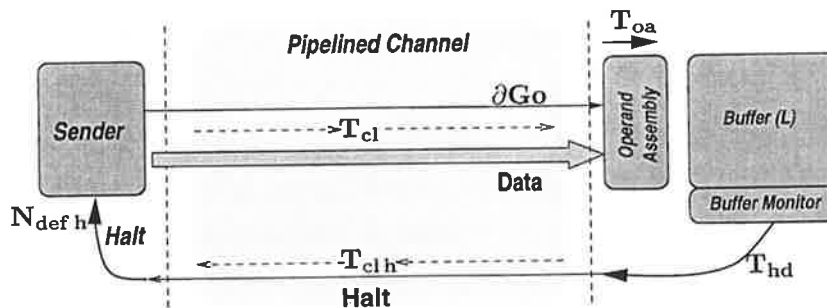 Pipelined Channel
T_oa
Sender
∂Go
T_cl
Data
Operand Assembly
Buffer (L)
Buffer Monitor
N_def h
Halt
T_cl h
T_hd
Halt